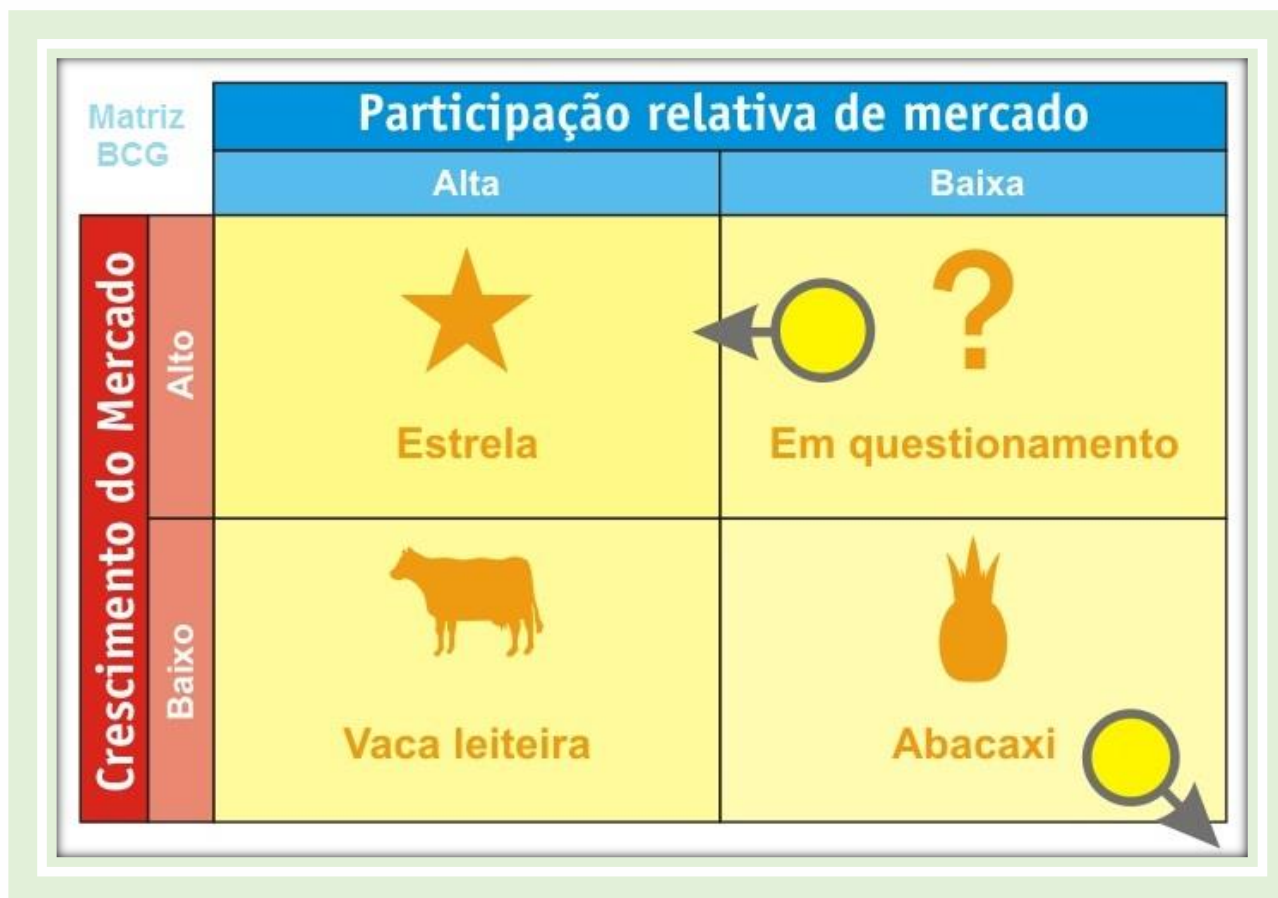 Matriz
BCG
Participação relativa de mercado
Alta
Baixa
Crescimento do Mercado
Alto
?
Estrela
Em questionamento
Baixo
Vaca leiteira
Abacaxi